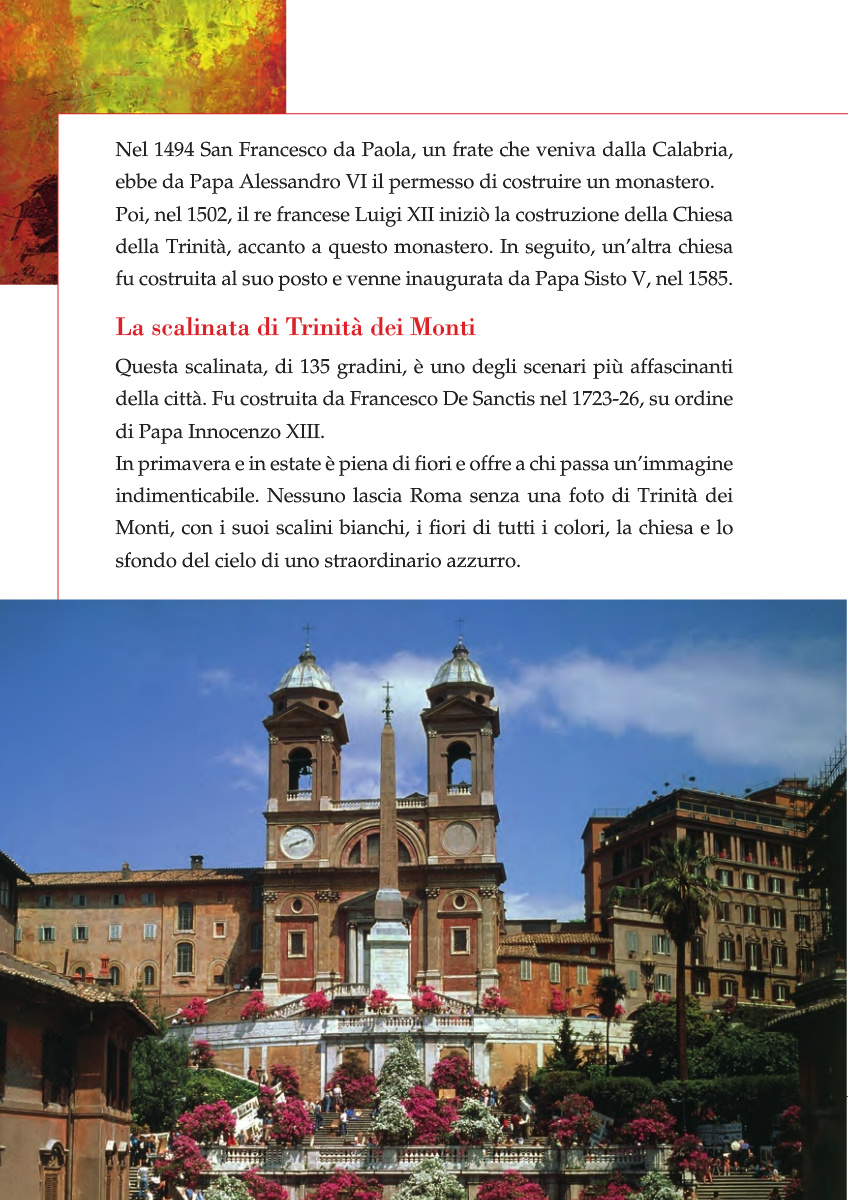 Nel 1494 San Francesco da Paola, un frate che veniva dalla Calabria,
ebbe da Papa Alessandro VI il permesso di costruire un monastero.
Poi, nel 1502, il re francese Luigi XII iniziò la costruzione della Chiesa
della Trinità, accanto a questo monastero. In seguito, un’altra chiesa
fu costruita al suo posto e venne inaugurata da Papa Sisto V, nel 1585.
La scalinata di Trinità dei Monti
Questa scalinata, di 135 gradini, è uno degli scenari più affascinanti
della città. Fu costruita da Francesco De Sanctis nel 1723-26, su ordine
di Papa Innocenzo XIII.
In primavera e in estate è piena di fiori e offre a chi passa un’immagine
indimenticabile. Nessuno lascia Roma senza una foto di Trinità dei
Monti, con i suoi scalini bianchi, i fiori di tutti i colori, la chiesa e lo
sfondo del cielo di uno straordinario azzurro.